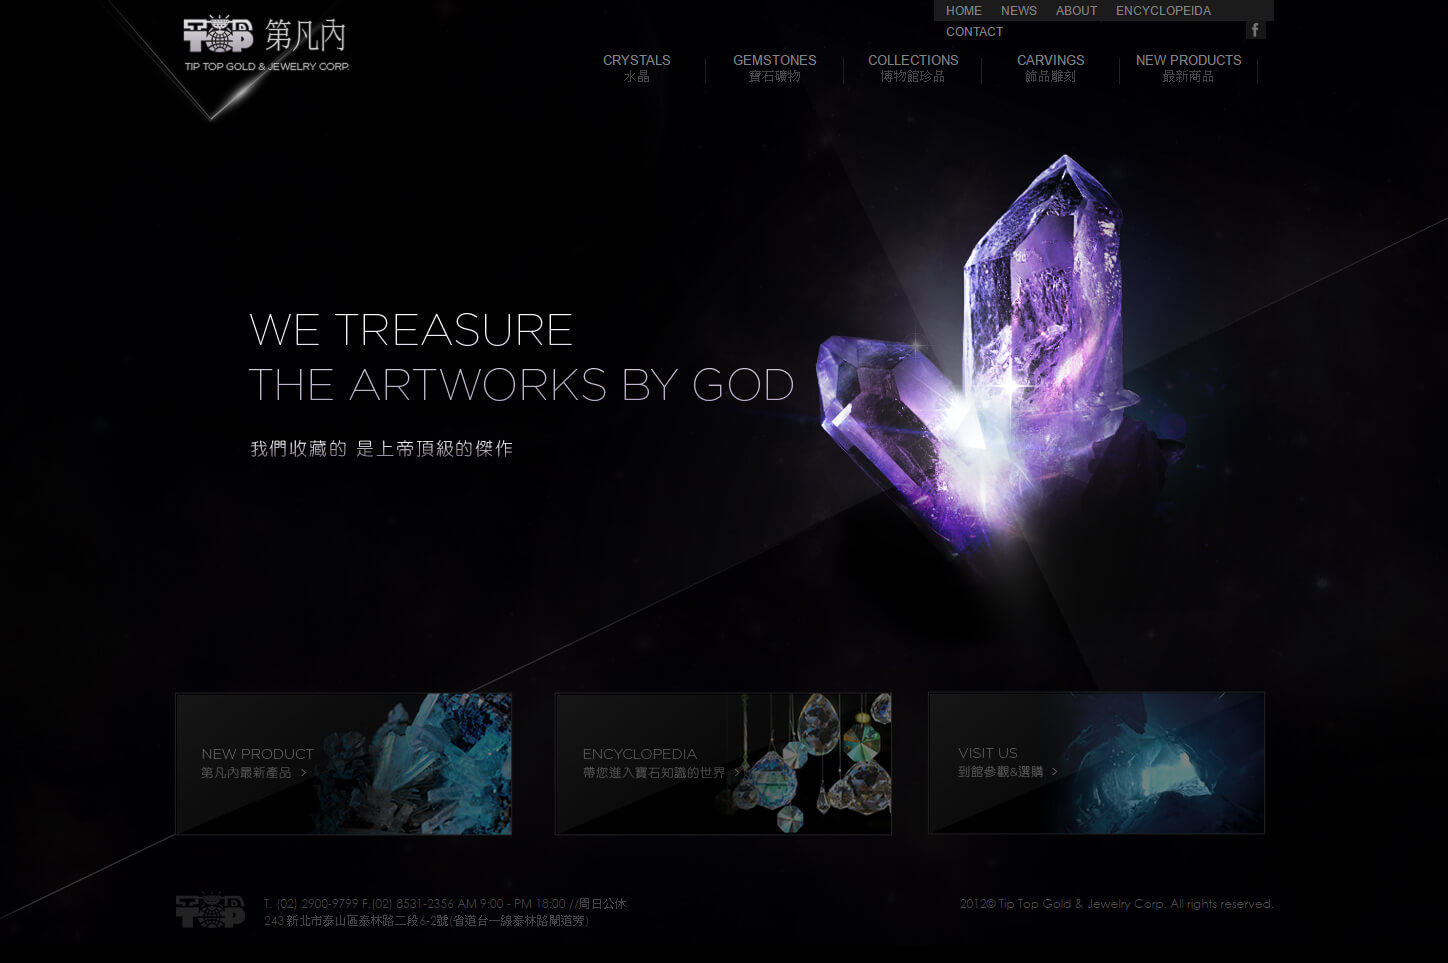 TOP 第凡內
TIP TOP GOLD & JEWELRY CORP.
HOME NEWS ABOUT ENCYCLOPEIDA
CONTACT
f
CRYSTALS
水晶
GEMSTONES
寶石礦物
COLLECTIONS
博物館珍品
CARVINGS
飾品雕刻
NEW PRODUCTS
最新商品
WE TREASURE
THE ARTWORKS BY GOD
我們收藏的 是上帝頂級的傑作
NEW PRODUCT
第凡內最新產品 >
ENCYCLOPEDIA
帶您進入寶石知識的世界 >
VISIT US
到館參觀&選購 >
TOP
T. (02) 2900-9799 F.(02) 8531-2356 AM 9:00 - PM 18:00 //周日公休
243 新北市泰山區泰林路二段6-2號(省道台一線泰林路閘道旁)
2012© Tip Top Gold & Jewelry Corp. All rights reserved.